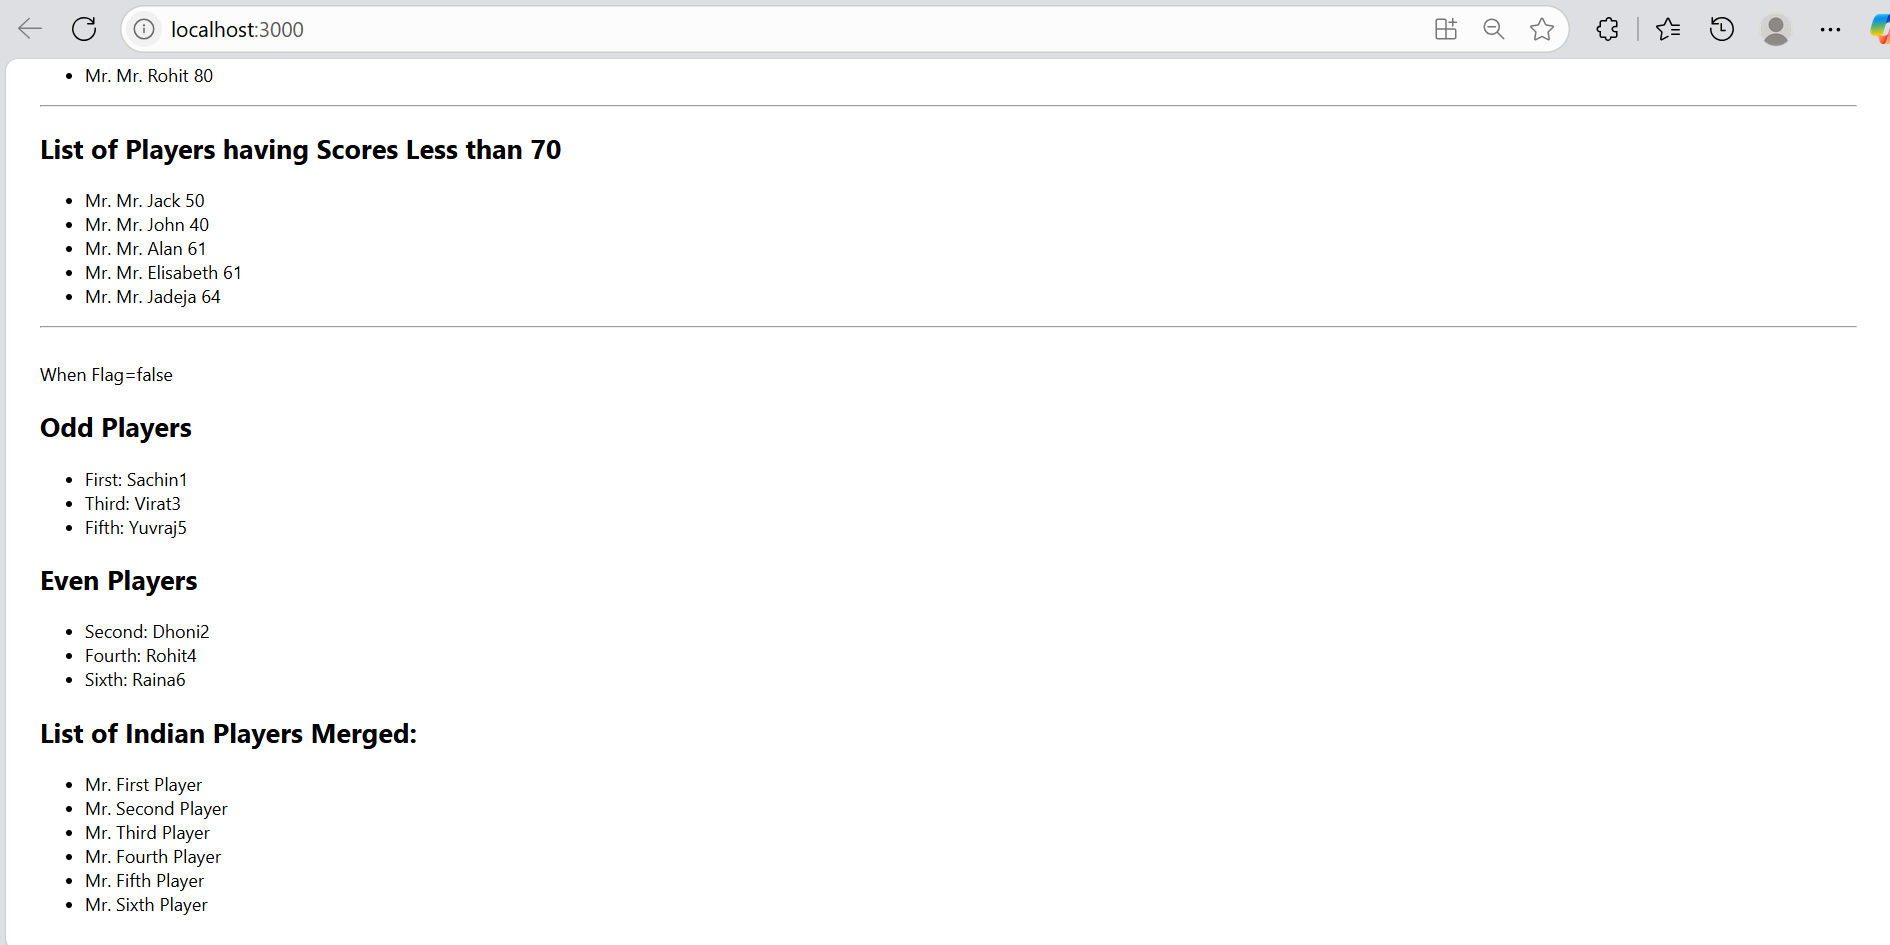 localhost:3000
Mr. Mr. Rohit 80
List of Players having Scores Less than 70
Mr. Mr. Jack 50
Mr. Mr. John 40
Mr. Mr. Alan 61
Mr. Mr. Elisabeth 61
Mr. Mr. Jadeja 64
When Flag=false
Odd Players
First: Sachin1
Third: Virat3
Fifth: Yuvraj5
Even Players
Second: Dhoni2
Fourth: Rohit4
Sixth: Raina6
List of Indian Players Merged:
Mr. First Player
Mr. Second Player
Mr. Third Player
Mr. Fourth Player
Mr. Fifth Player
Mr. Sixth Player